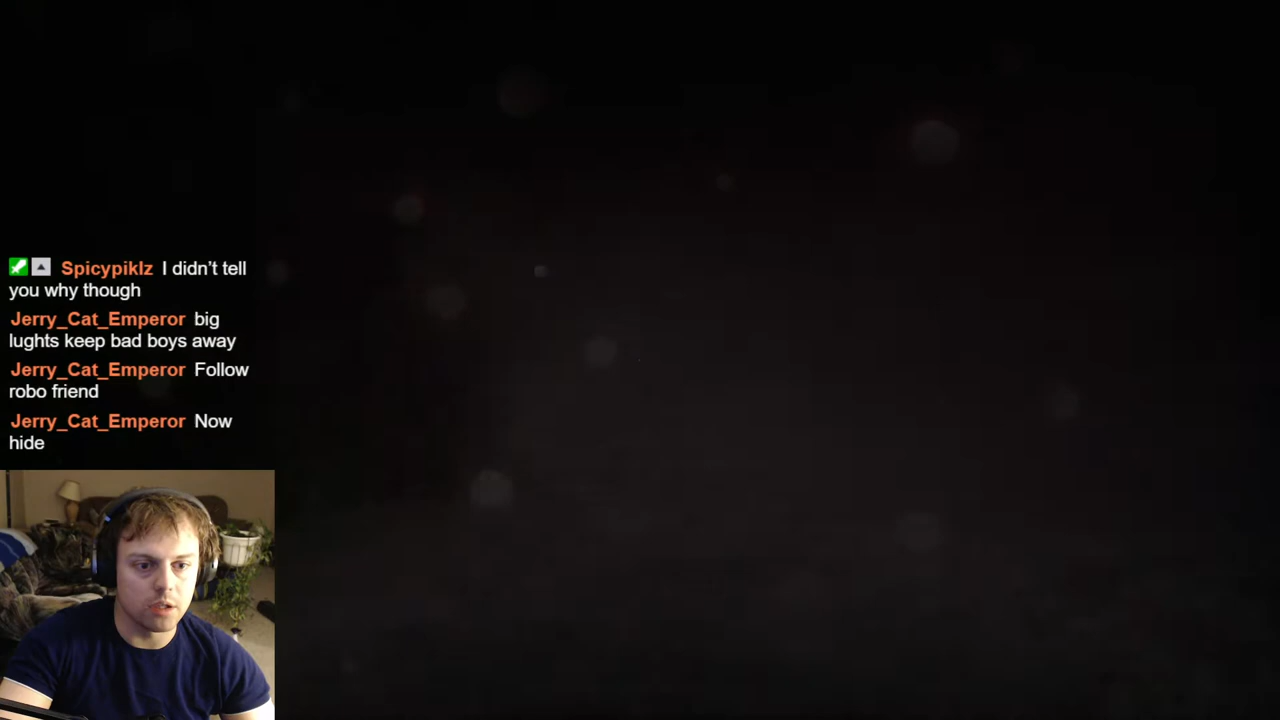 Spicypiklz I didn't tell
you why though
Jerry_Cat_Emperor big
lughts keep bad boys away
Jerry_Cat_Emperor Follow
robo friend
Jerry_Cat_Emperor Now
hide